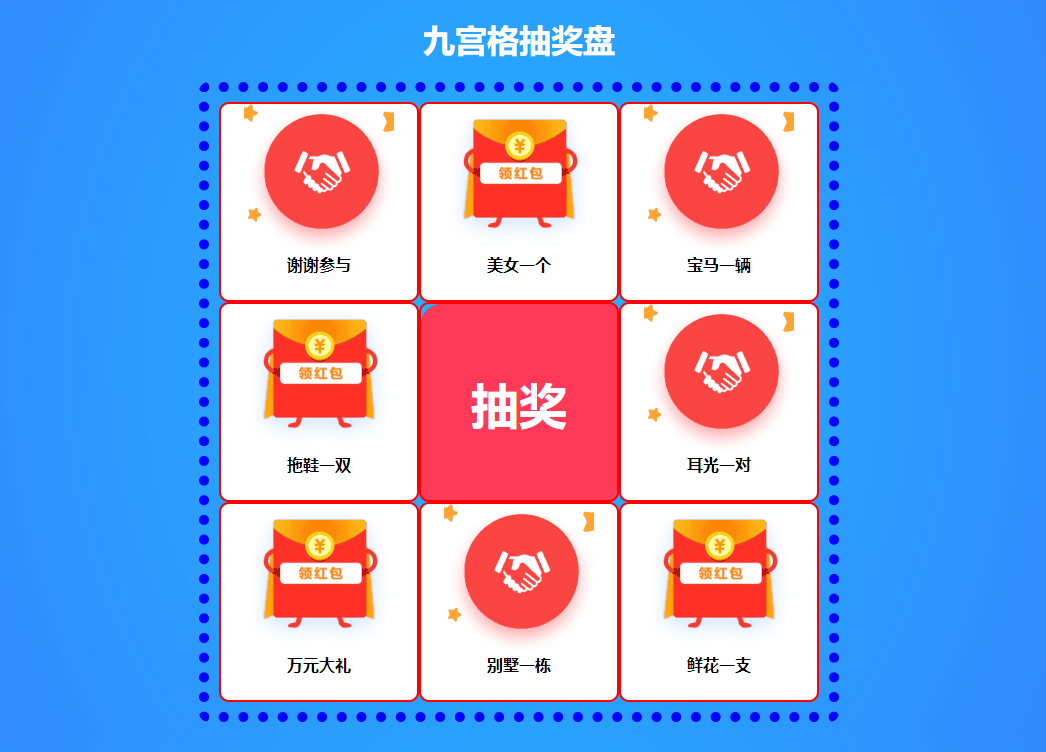 九宫格抽奖盘
¥
领红包
谢谢参与
美女一个
宝马一辆
¥
领红包
抽奖
拖鞋一双
耳光一对
¥
领红包
¥
领红包
万元大礼
别墅一栋
鲜花一支